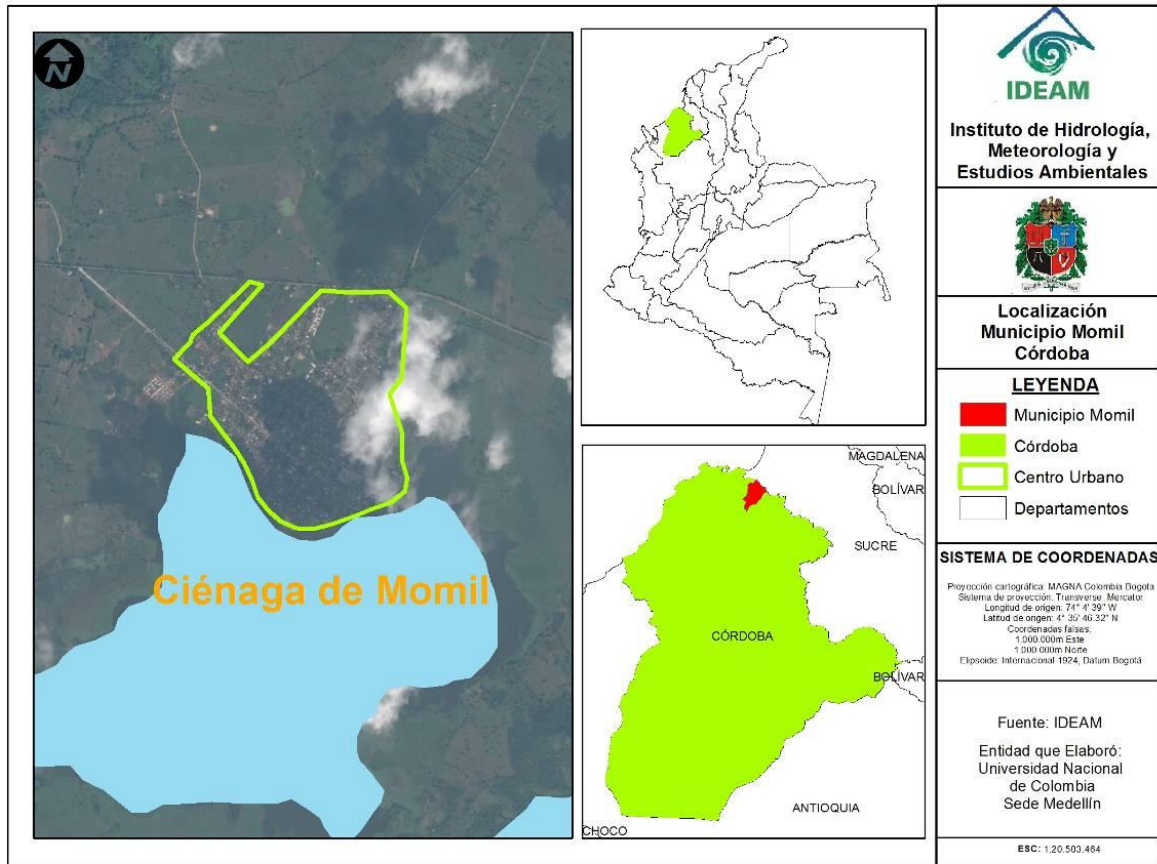 N
Ciénaga de Momil
MAGDALENA
BOLÍVAR
SUCRE
CÓRDOBA
BOLÍVAR
ANTIOQUIA
CHOCO
IDEAM
Instituto de Hidrología,
Meteorología y
Estudios Ambientales
Localización
Municipio Momil
Córdoba
LEYENDA
Municipio Momil
Córdoba
Centro Urbano
Departamentos
SISTEMA DE COORDENADAS
Proyección cartográfica: MAGNA Colombia Bogota
Sistema de proyección: Transverse_Mercator
Longitud de origen: 74° 4' 39" W
Latitud de origen: 4° 35' 46.32" N
Coordenadas falsas:
1.000.000m Este
1.000.000m Norte
Elipsoide: Internacional 1924, Datum Bogotá
Fuente: IDEAM
Entidad que Elaboró:
Universidad Nacional
de Colombia
Sede Medellín
ESC: 1:20.503.464